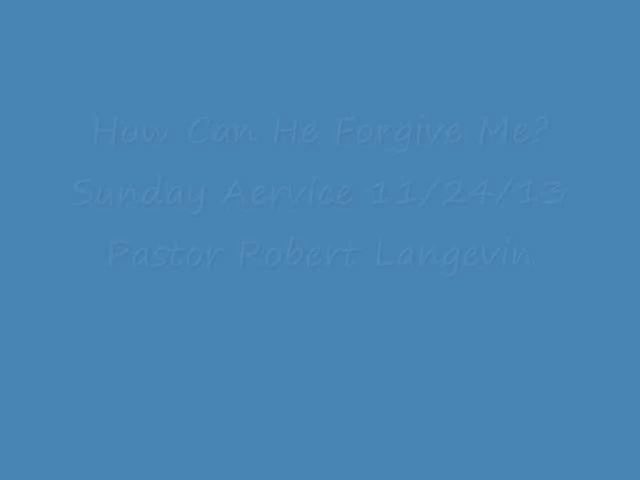 How Can He Forgive Me?
Sunday Aervice 11/24/13
Pastor Robert Langevin